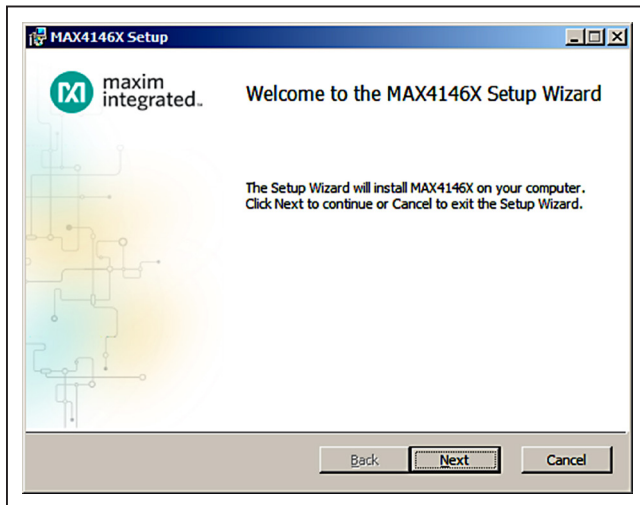 MAX4146X Setup
maxim
integrated™
Welcome to the MAX4146X Setup Wizard
The Setup Wizard will install MAX4146X on your computer.
Click Next to continue or Cancel to exit the Setup Wizard.
Back
Next
Cancel